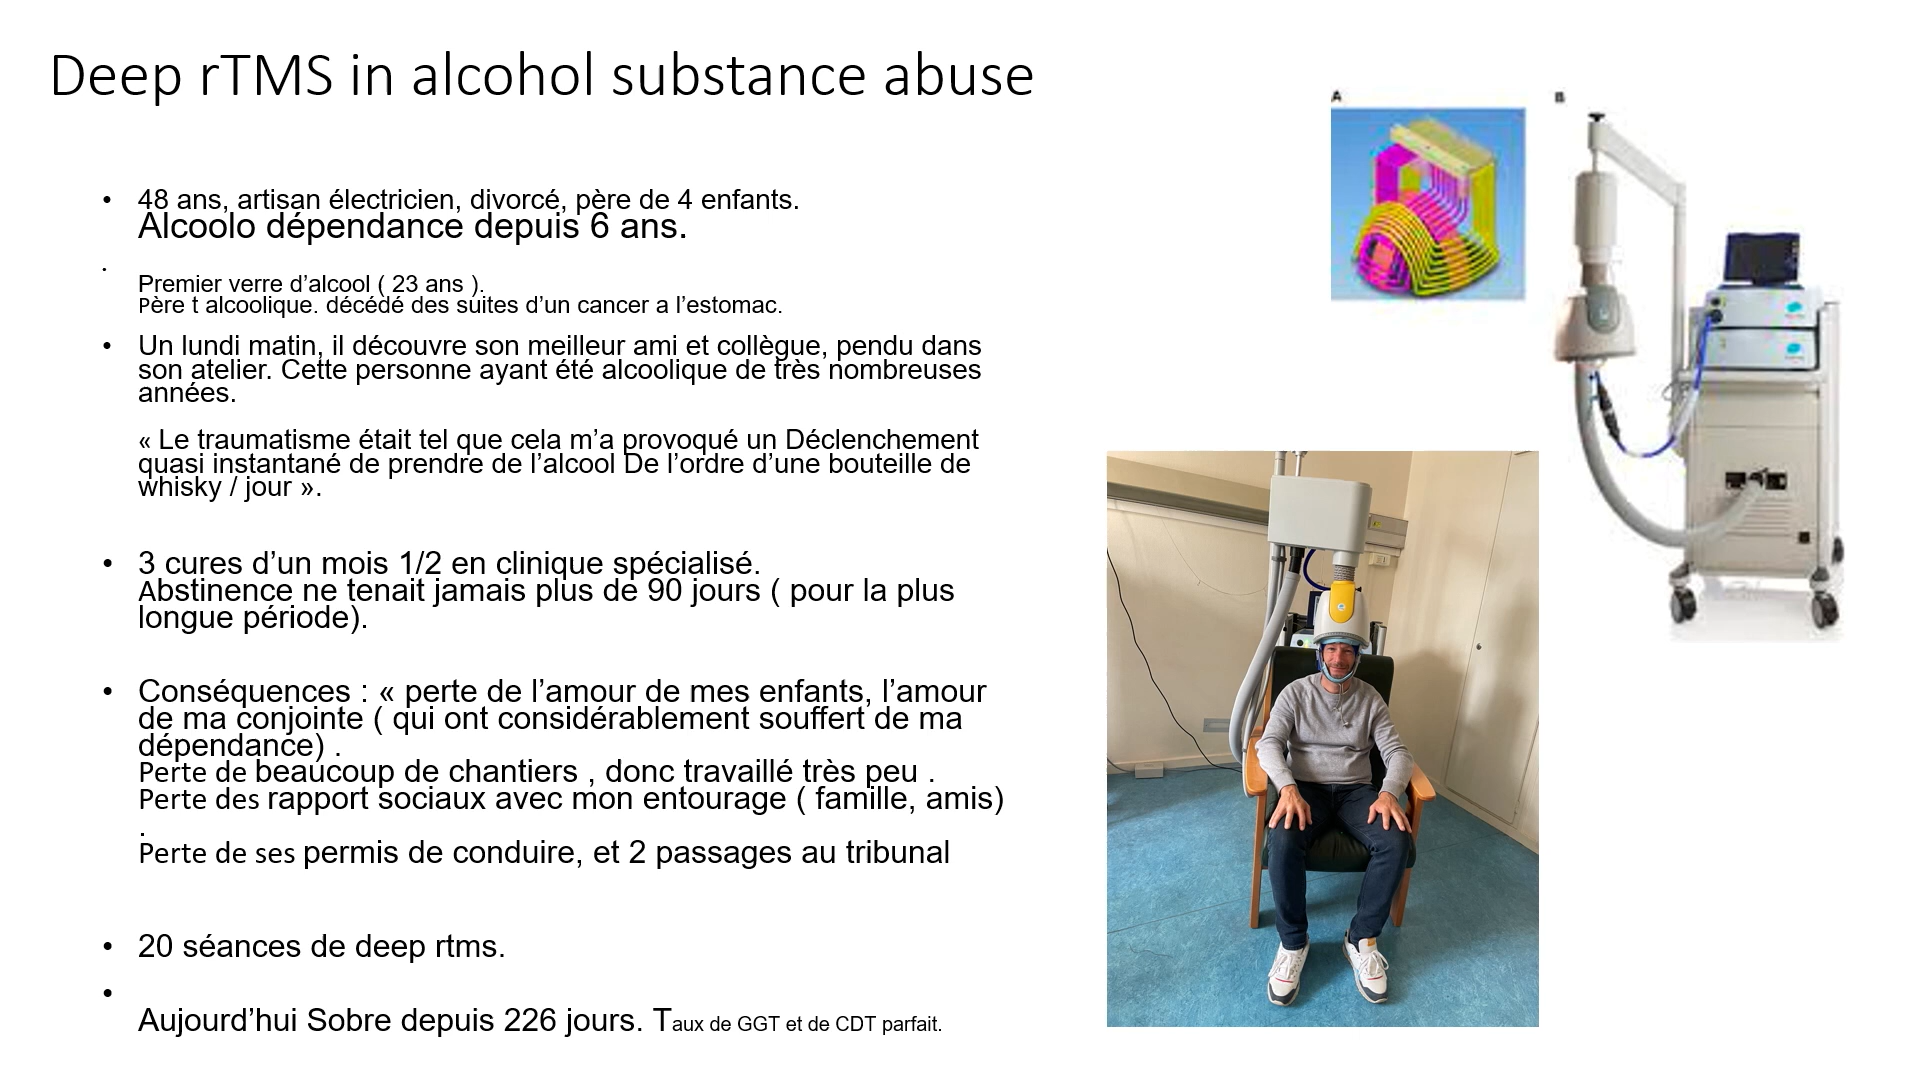 Deep rTMS in alcohol substance abuse
A
B
• 48 ans, artisan électricien, divorcé, père de 4 enfants.
Alcoolo dépendance depuis 6 ans.
•
Premier verre d’alcool ( 23 ans ).
Père t alcoolique. décédé des suites d’un cancer a l’estomac.
• Un lundi matin, il découvre son meilleur ami et collègue, pendu dans
son atelier. Cette personne ayant été alcoolique de très nombreuses
années.
« Le traumatisme était tel que cela m’a provoqué un Déclenchement
quasi instantané de prendre de l’alcool De l’ordre d’une bouteille de
whisky / jour ».
• 3 cures d’un mois 1/2 en clinique spécialisé.
Abstinence ne tenait jamais plus de 90 jours ( pour la plus
longue période).
• Conséquences : « perte de l’amour de mes enfants, l’amour
de ma conjointe ( qui ont considérablement souffert de ma
dépendance) .
Perte de beaucoup de chantiers , donc travaillé très peu .
Perte des rapport sociaux avec mon entourage ( famille, amis)
.
Perte de ses permis de conduire, et 2 passages au tribunal
• 20 séances de deep rtms.
•
Aujourd’hui Sobre depuis 226 jours. Taux de GGT et de CDT parfait.